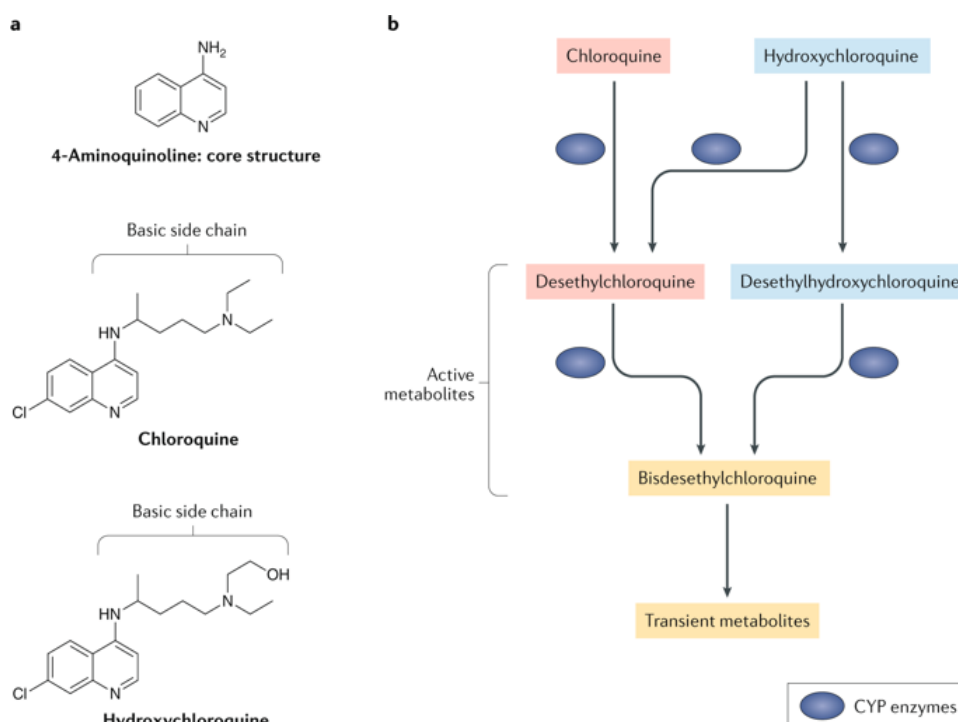 a
NH₂
N
4-Aminoquinoline: core structure
Basic side chain
HN
N
Cl
N
Chloroquine
Basic side chain
OH
HN
N
Cl
N
Hydroxychloroquine
b
Chloroquine
Hydroxychloroquine
Desethylchloroquine
Desethylhydroxychloroquine
Active
metabolites
Bisdesethylchloroquine
Transient metabolites
CYP enzymes